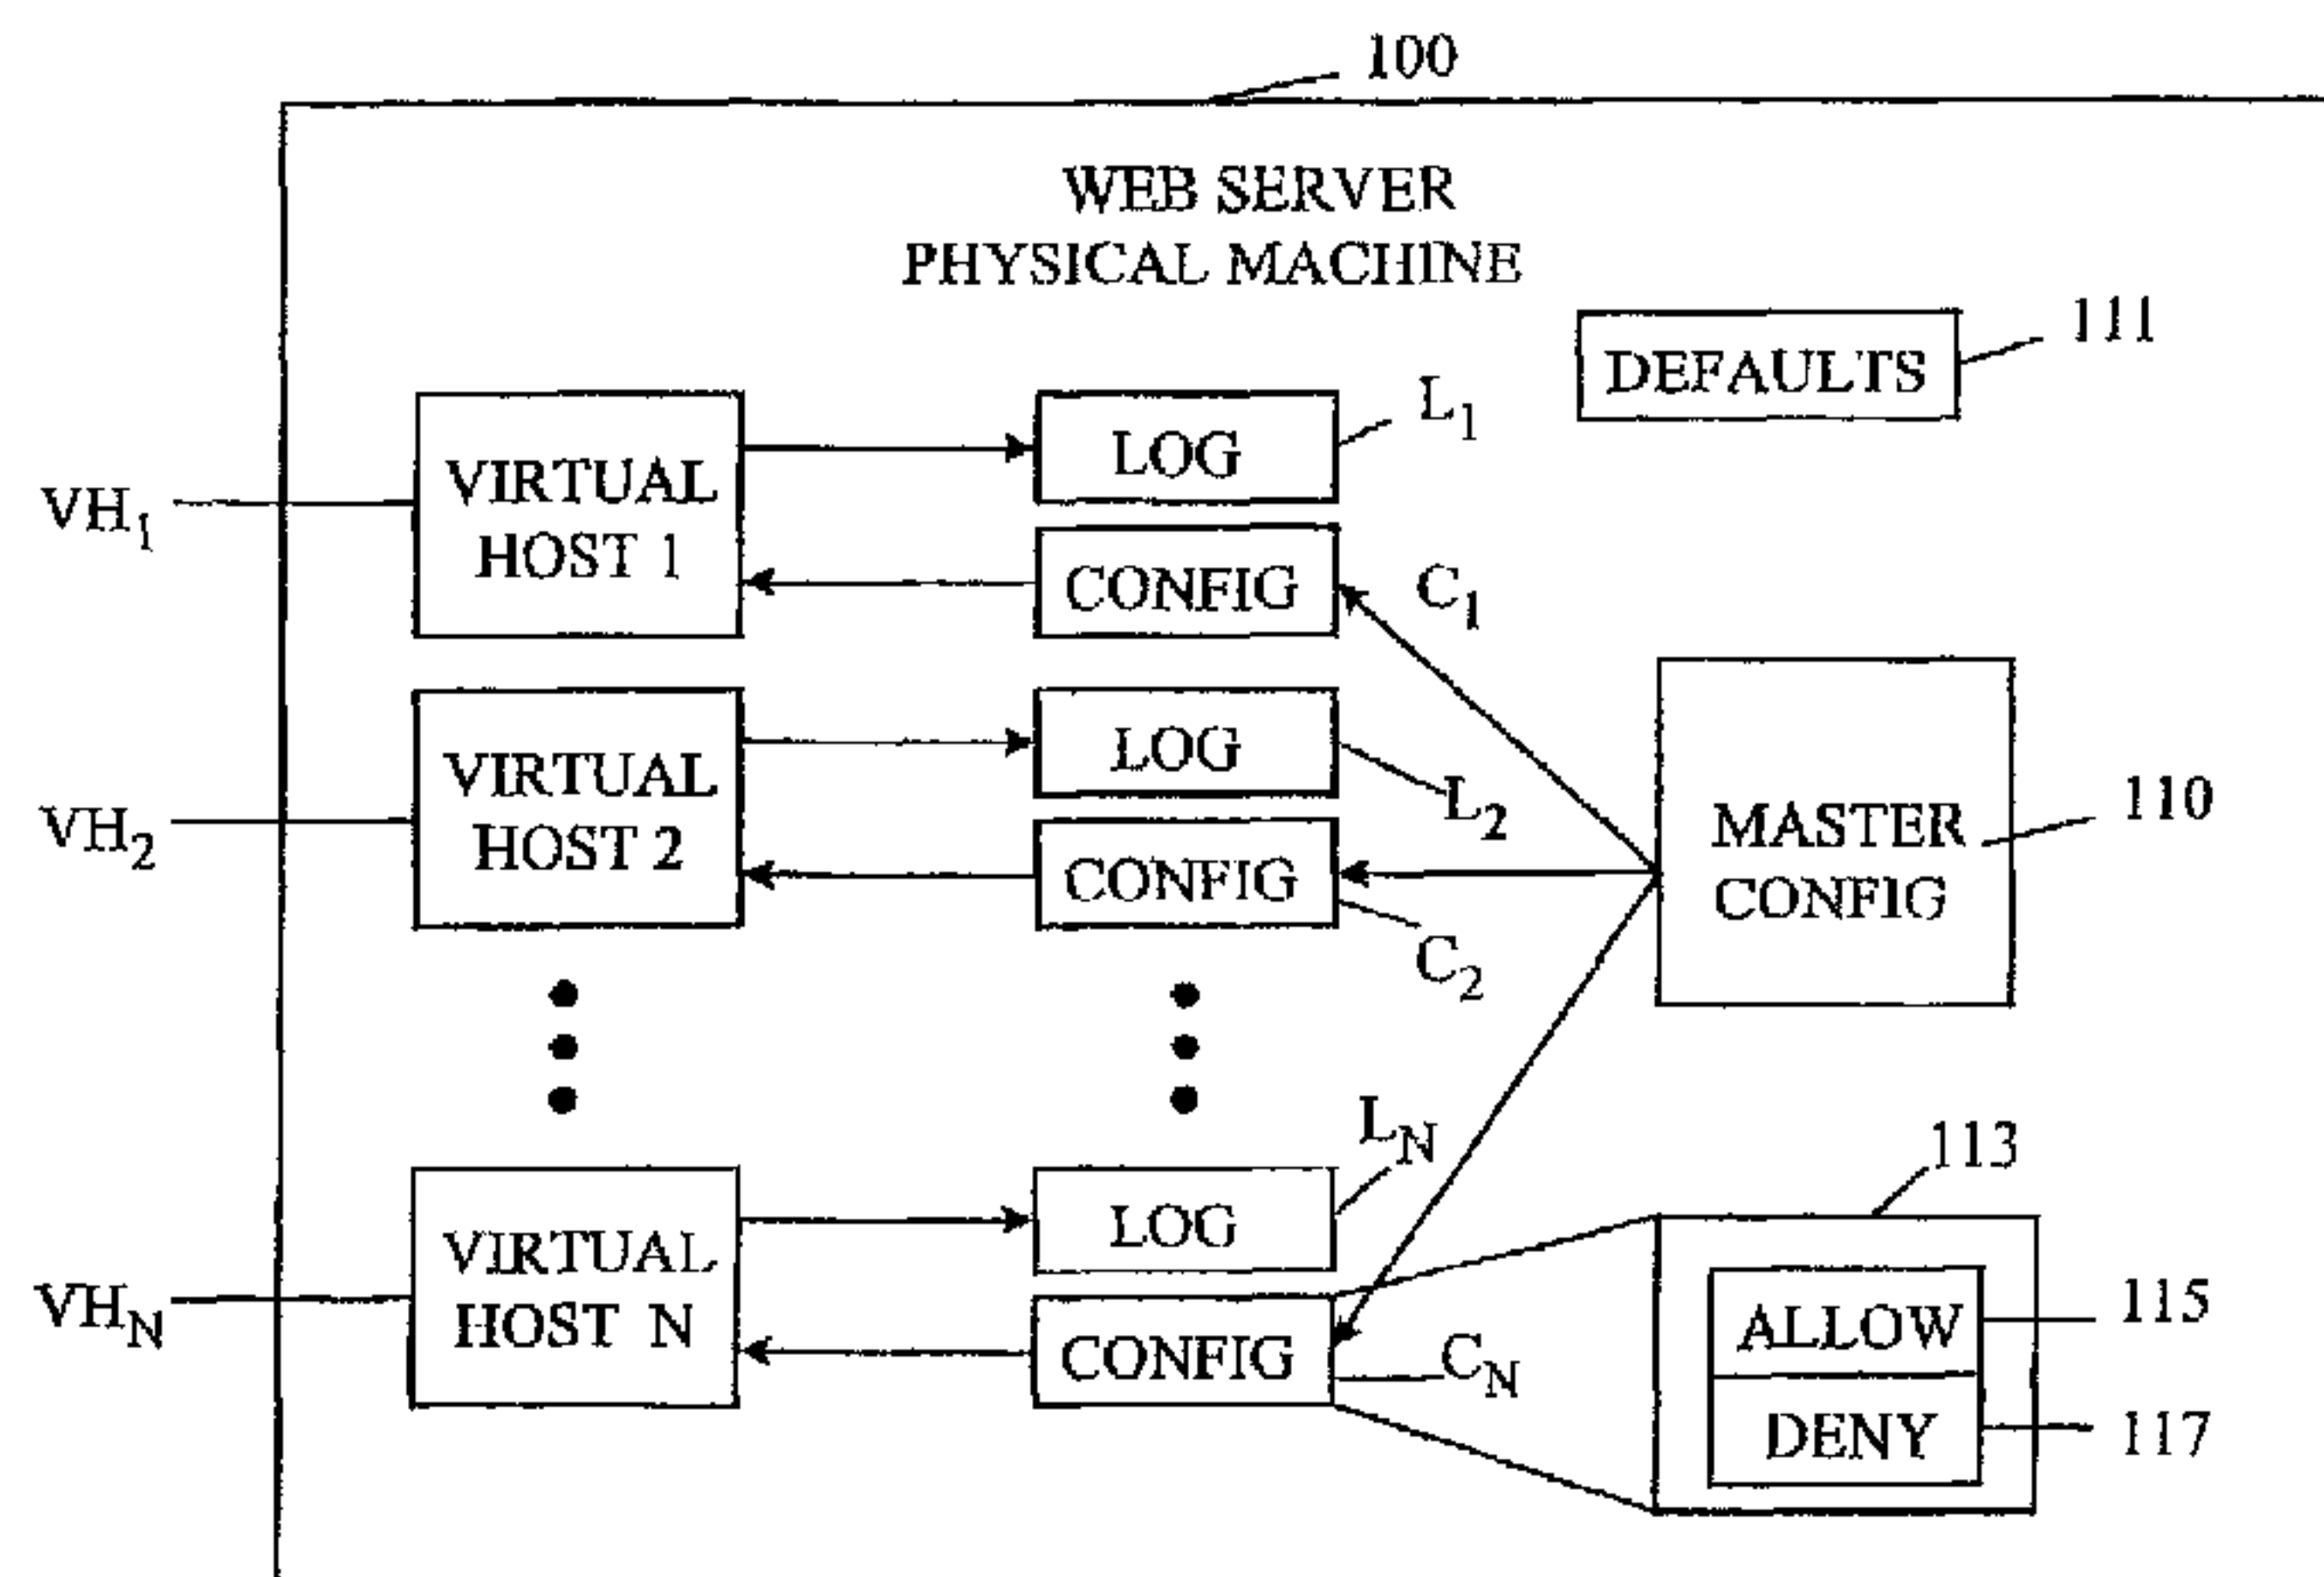 100
WEB SERVER
PHYSICAL MACHINE
DEFAULTS
111
VH1
VIRTUAL
HOST 1
LOG
L1
CONFIG
C1
VH2
VIRTUAL
HOST 2
LOG
L2
CONFIG
C2
MASTER
CONFIG
110
VHN
VIRTUAL
HOST N
LOG
LN
CONFIG
CN
113
ALLOW
115
DENY
117